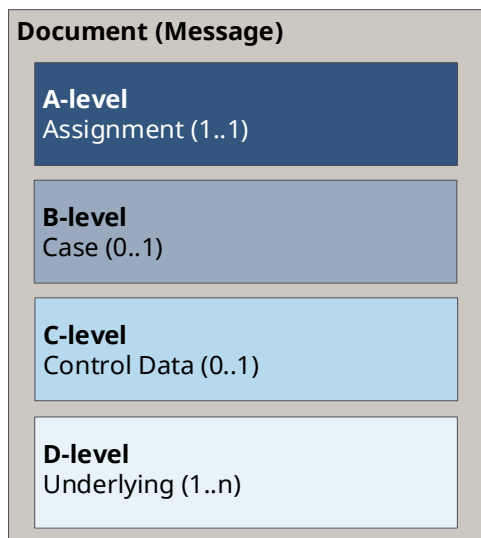 Document (Message)
A-level
Assignment (1..1)
B-level
Case (0..1)
C-level
Control Data (0..1)
D-level
Underlying (1..n)